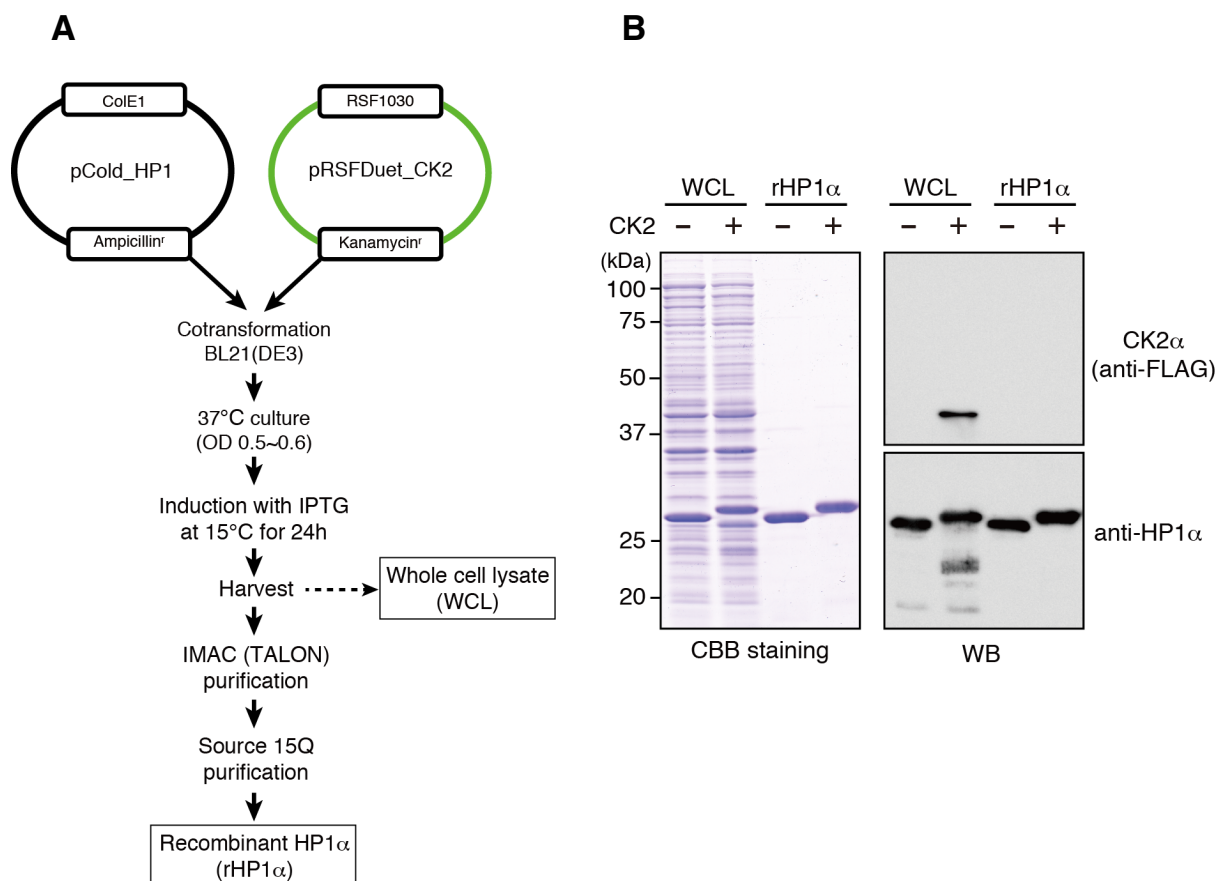 A
ColE1
pCold_HP1
Ampicillinʳ
RSF1030
pRSFDuet_CK2
Kanamycinʳ
Cotransformation
BL21(DE3)
37°C culture
(OD 0.5~0.6)
Induction with IPTG
at 15°C for 24h
Harvest
Whole cell lysate
(WCL)
IMAC (TALON)
purification
Source 15Q
purification
Recombinant HP1α
(rHP1α)
B
WCL rHP1α WCL rHP1α
CK2 – + – + – + – +
(kDa)
100
75
50
37
25
20
CBB staining
CK2α
(anti-FLAG)
anti-HP1α
WB